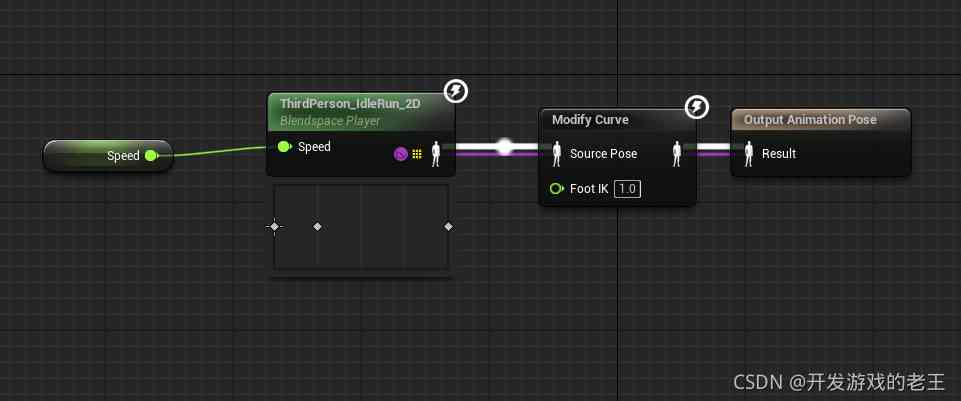 ThirdPerson_IdleRun_2D
Blendspace Player
Speed
Speed
Modify Curve
Source Pose
Foot IK 1.0
Output Animation Pose
Result
CSDN @开发游戏的老王